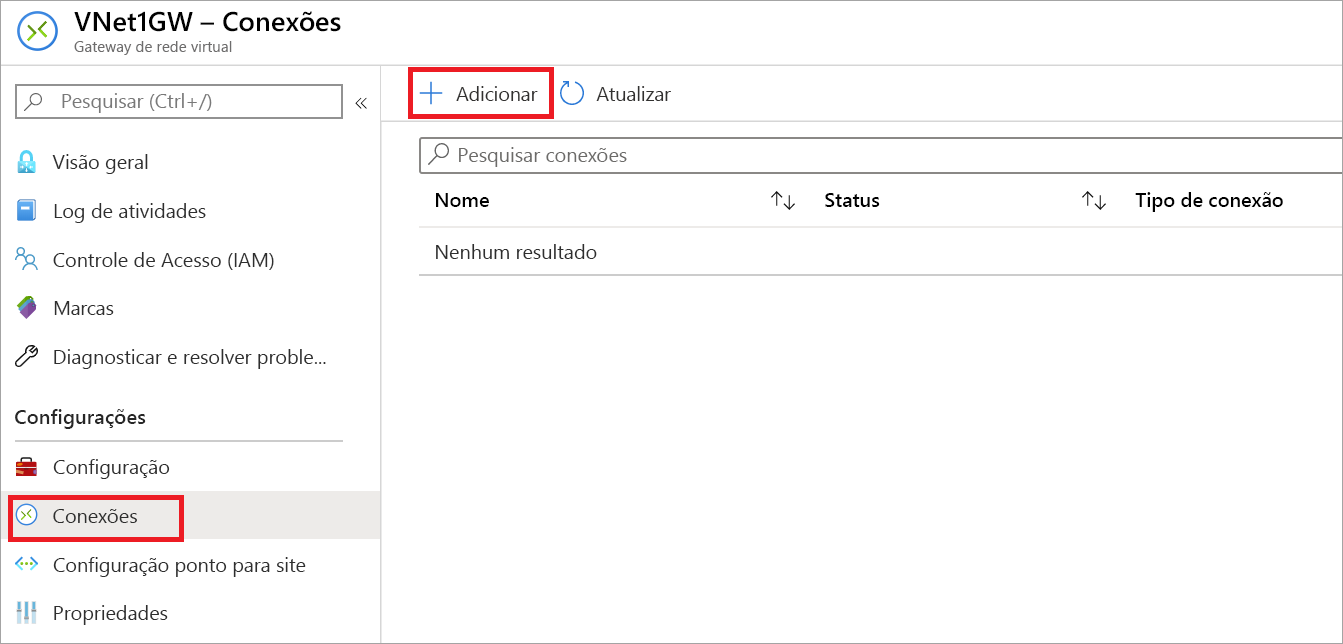 VNet1GW – Conexões
Gateway de rede virtual
Pesquisar (Ctrl+/)
«
Adicionar
Atualizar
Visão geral
Log de atividades
Controle de Acesso (IAM)
Marcas
Diagnosticar e resolver proble...
Configurações
Configuração
Conexões
Configuração ponto para site
Propriedades
Pesquisar conexões
Nome Status Tipo de conexão
Nenhum resultado